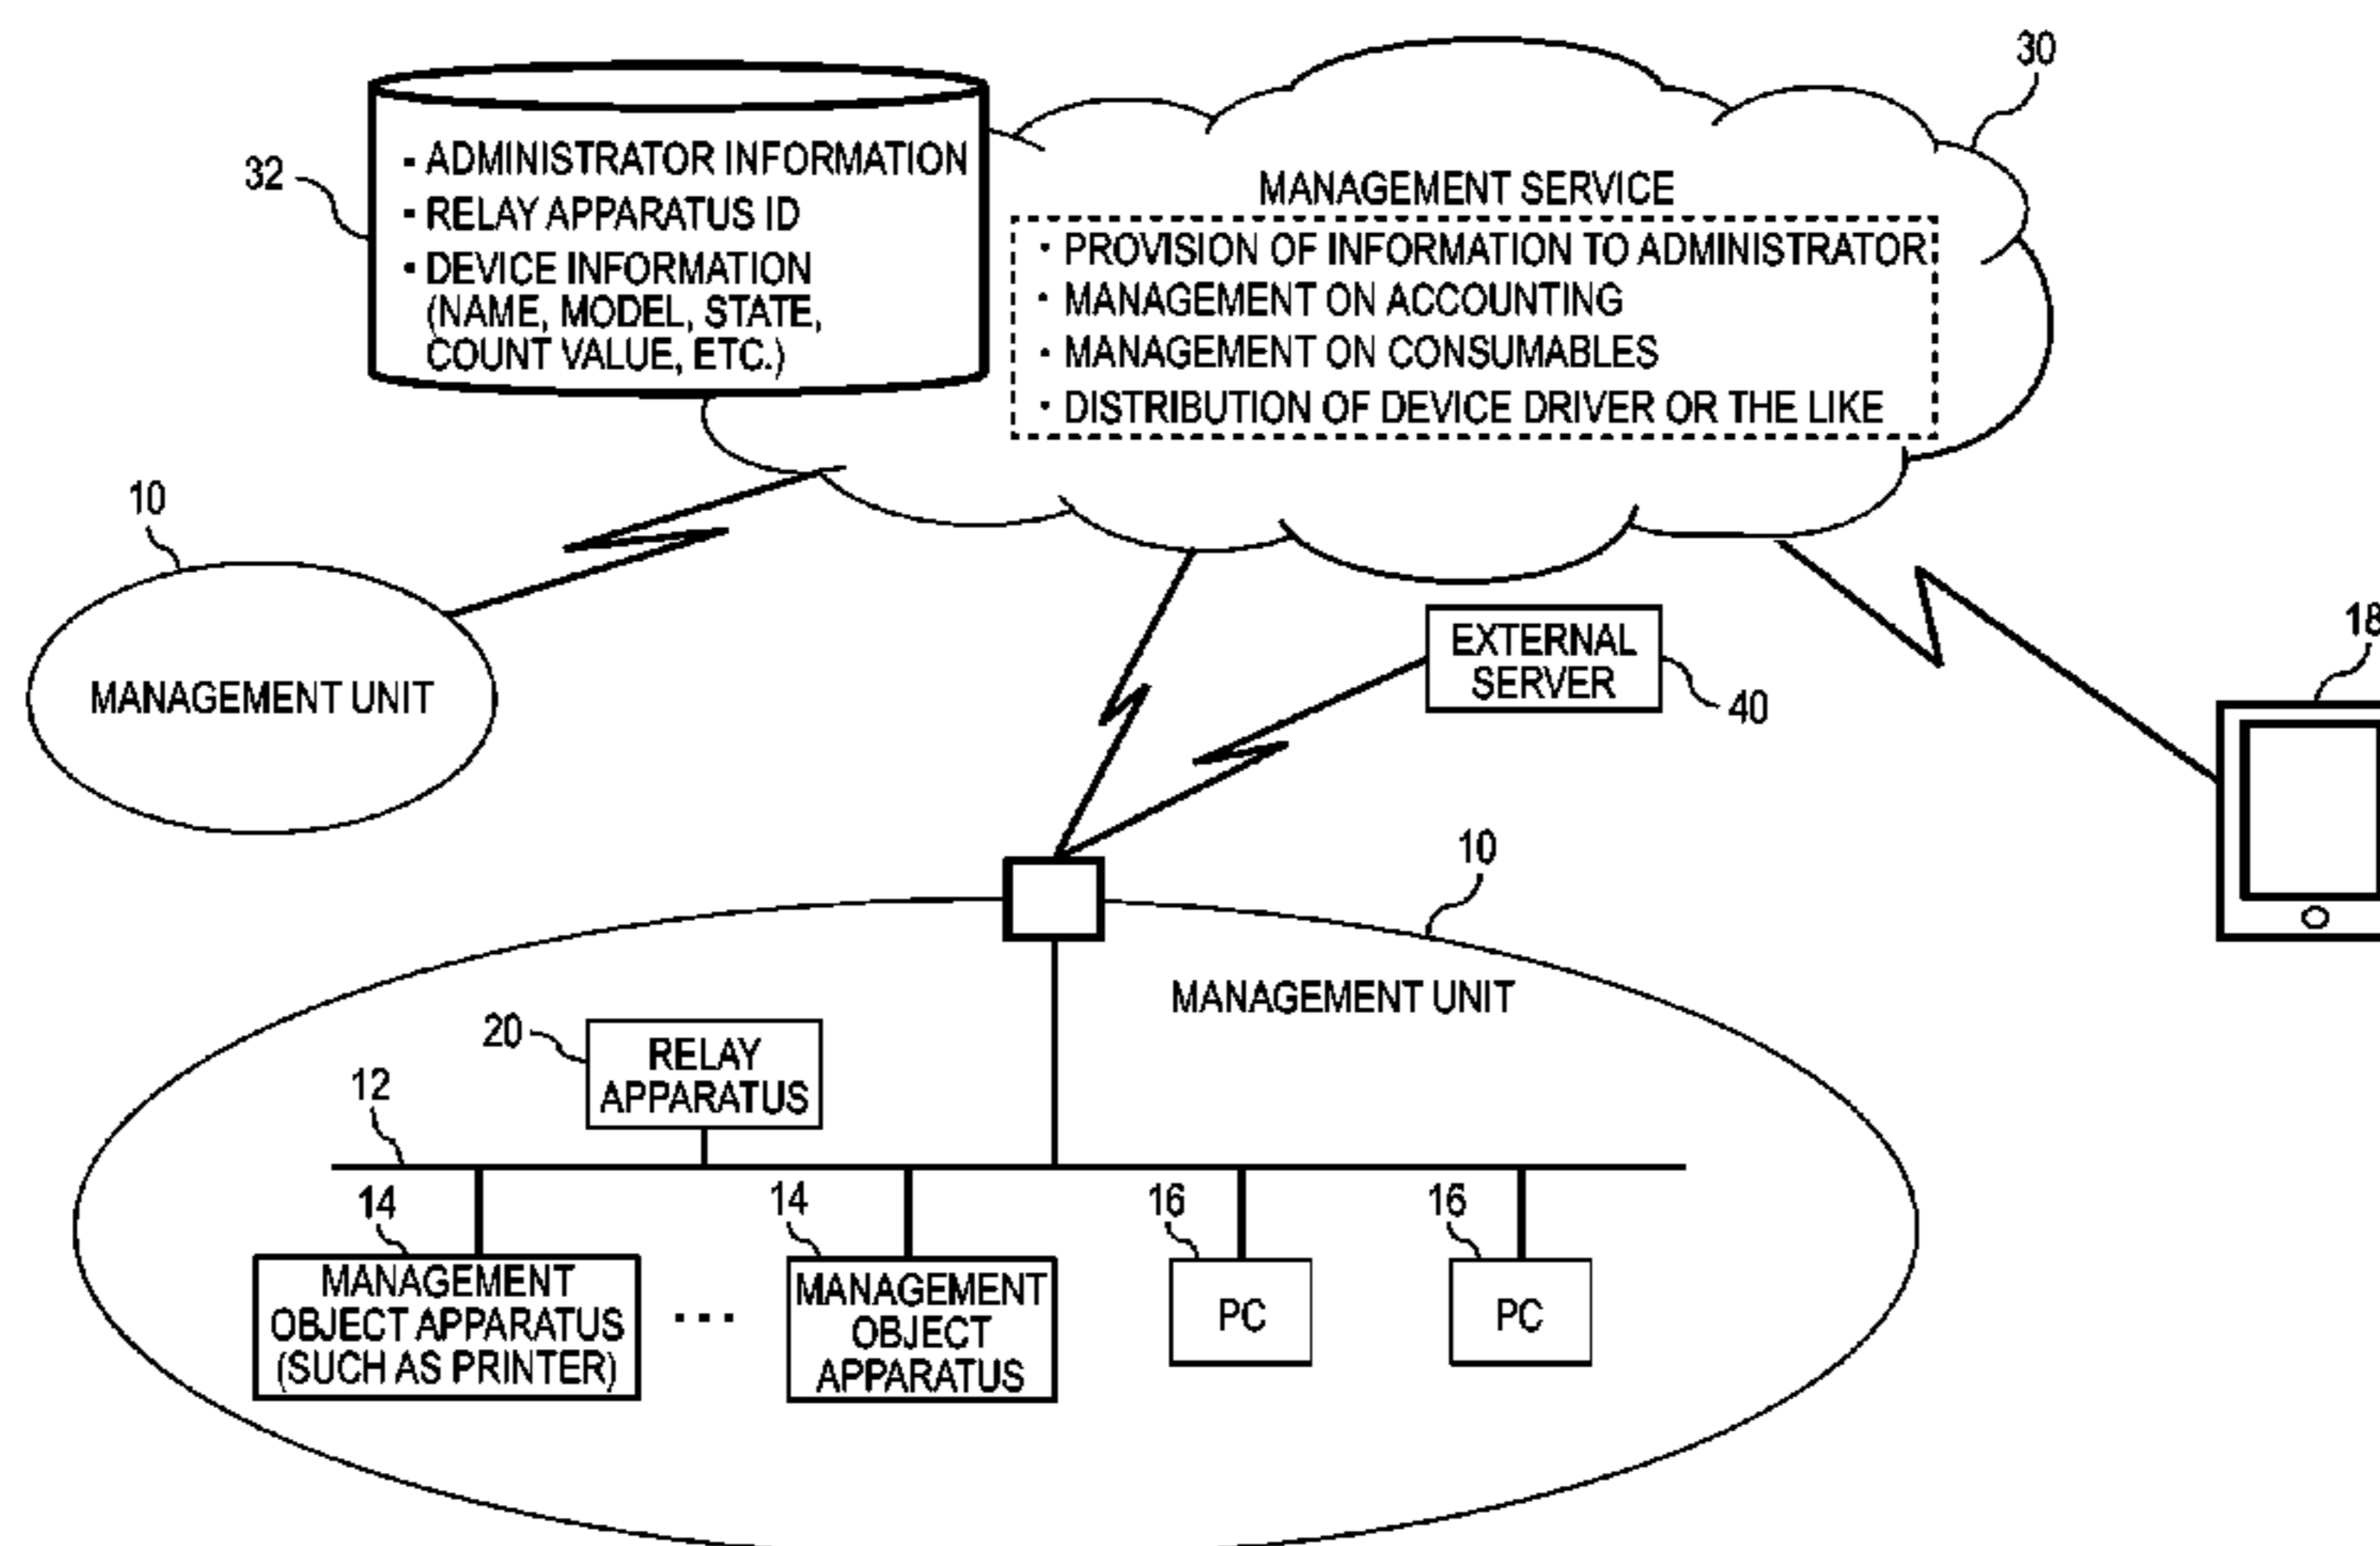 30
32
- ADMINISTRATOR INFORMATION
- RELAY APPARATUS ID
- DEVICE INFORMATION
(NAME, MODEL, STATE,
COUNT VALUE, ETC.)
MANAGEMENT SERVICE
· PROVISION OF INFORMATION TO ADMINISTRATOR
· MANAGEMENT ON ACCOUNTING
· MANAGEMENT ON CONSUMABLES
· DISTRIBUTION OF DEVICE DRIVER OR THE LIKE
10
MANAGEMENT UNIT
EXTERNAL
SERVER
40
18
10
MANAGEMENT UNIT
20
RELAY
APPARATUS
12
14
MANAGEMENT
OBJECT APPARATUS
(SUCH AS PRINTER)
...
14
MANAGEMENT
OBJECT
APPARATUS
16
PC
16
PC